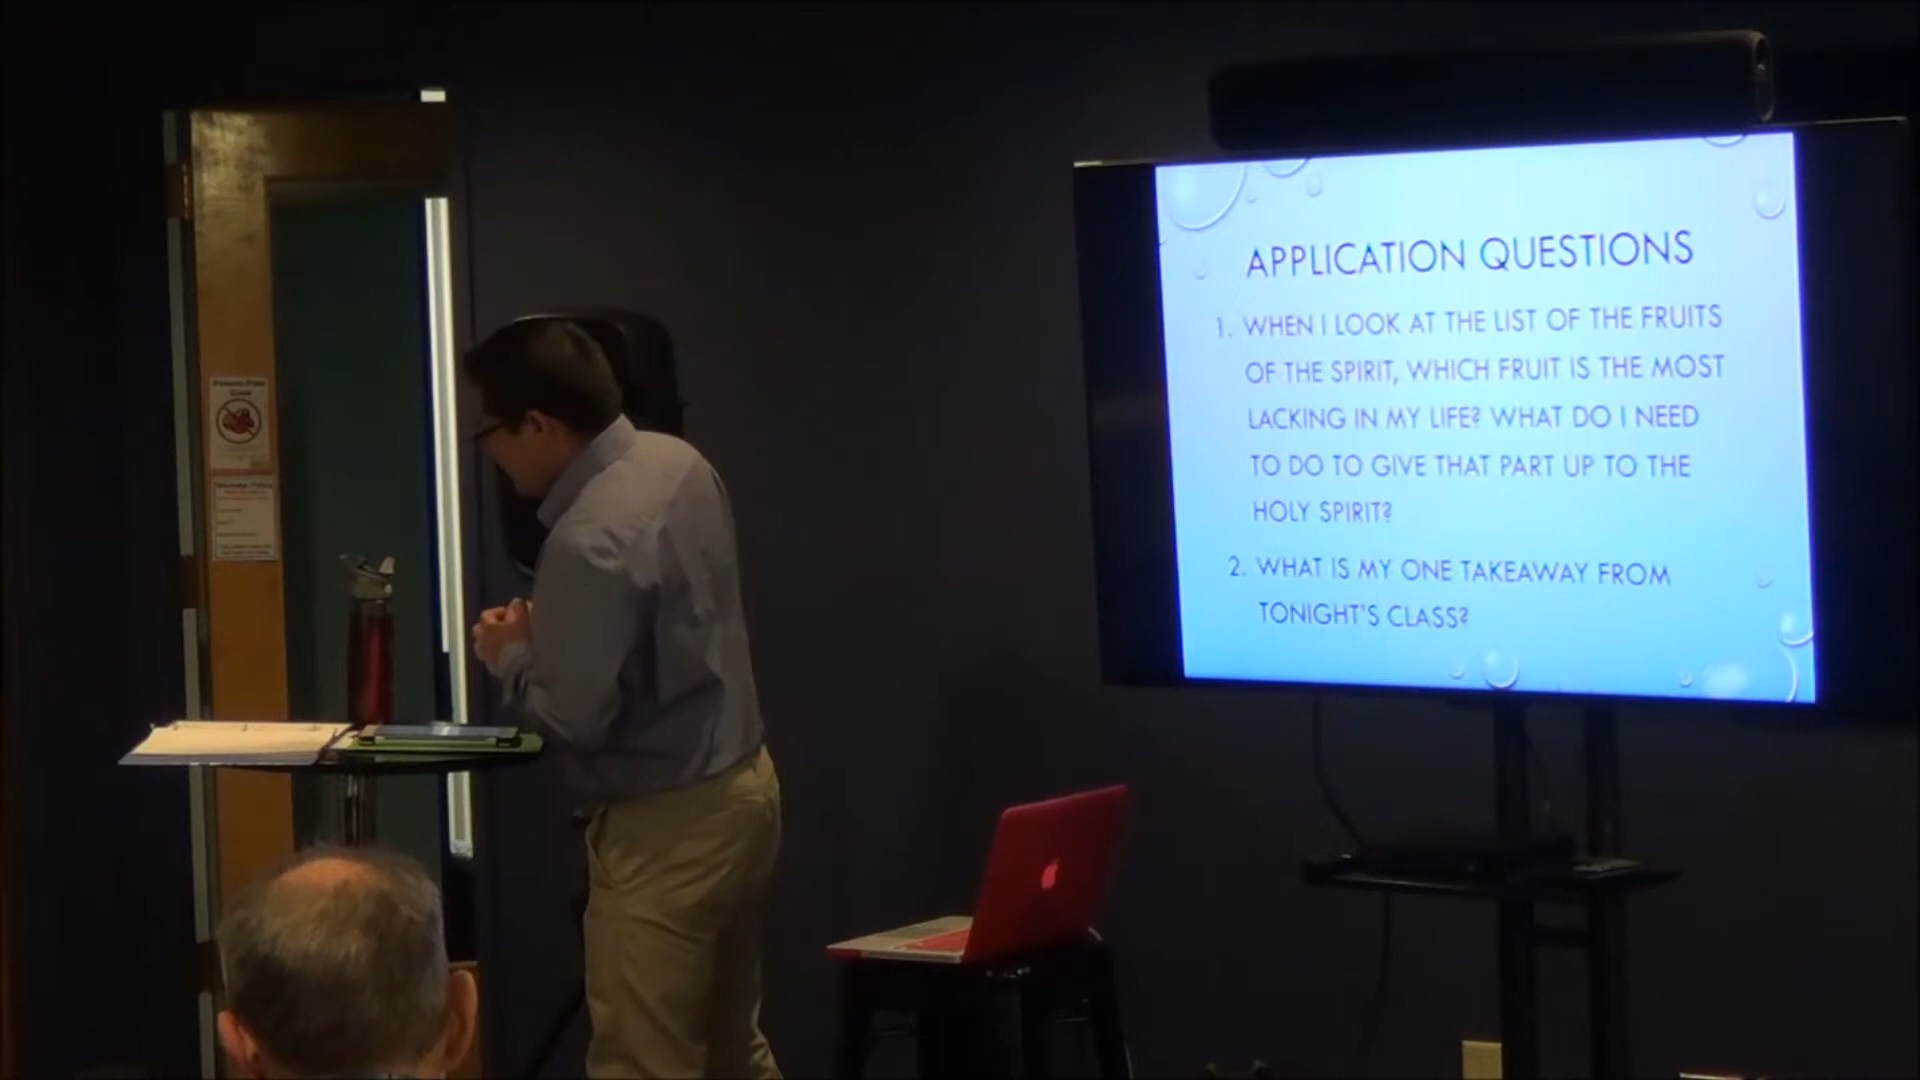 APPLICATION QUESTIONS
1. WHEN I LOOK AT THE LIST OF THE FRUITS
OF THE SPIRIT, WHICH FRUIT IS THE MOST
LACKING IN MY LIFE? WHAT DO I NEED
TO DO TO GIVE THAT PART UP TO THE
HOLY SPIRIT?
2. WHAT IS MY ONE TAKEAWAY FROM
TONIGHT'S CLASS?